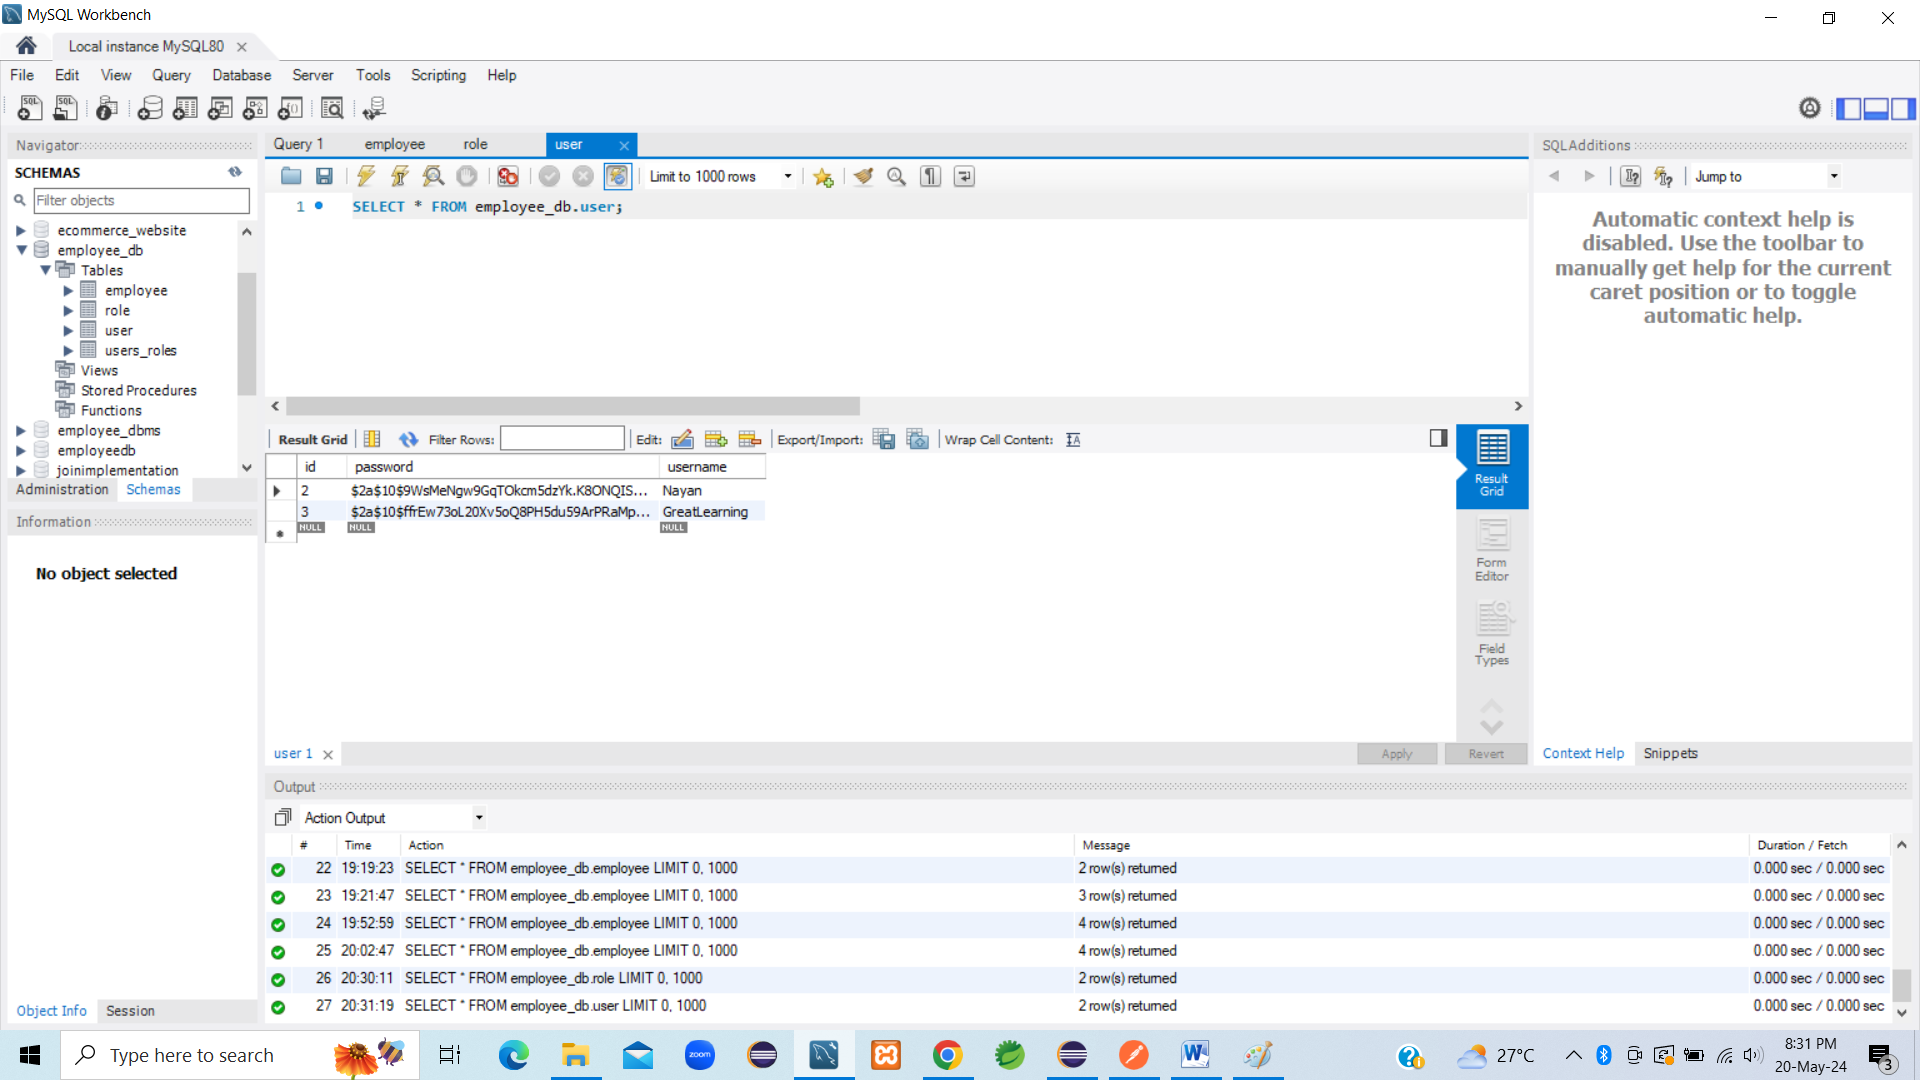 MySQL Workbench
Local instance MySQL80
File Edit View Query Database Server Tools Scripting Help
Navigator
SCHEMAS
Filter objects
ecommerce_website
employee_db
Tables
employee
role
user
users_roles
Views
Stored Procedures
Functions
employee_dbms
employeedb
joinimplementation
Administration Schemas
Information
No object selected
Object Info Session
Query 1 employee role user
Limit to 1000 rows
1 SELECT * FROM employee_db.user;
Result Grid Filter Rows: Edit: Export/Import: Wrap Cell Content:
id password username
2 $2a$10$9WsMeNgw9GqTOkcm5dzYk.K8ONQIS... Nayan
3 $2a$10$ffrEw73oL20Xv5oQ8PH5du59ArPRaMp... GreatLearning
NULL NULL NULL
Result Grid
Form Editor
Field Types
user 1
Apply Revert
SQLAdditions
Jump to
Automatic context help is
disabled. Use the toolbar to
manually get help for the current
caret position or to toggle
automatic help.
Context Help Snippets
Output
Action Output
# Time Action Message Duration / Fetch
22 19:19:23 SELECT * FROM employee_db.employee LIMIT 0, 1000 2 row(s) returned 0.000 sec / 0.000 sec
23 19:21:47 SELECT * FROM employee_db.employee LIMIT 0, 1000 3 row(s) returned 0.000 sec / 0.000 sec
24 19:52:59 SELECT * FROM employee_db.employee LIMIT 0, 1000 4 row(s) returned 0.000 sec / 0.000 sec
25 20:02:47 SELECT * FROM employee_db.employee LIMIT 0, 1000 4 row(s) returned 0.000 sec / 0.000 sec
26 20:30:11 SELECT * FROM employee_db.role LIMIT 0, 1000 2 row(s) returned 0.000 sec / 0.000 sec
27 20:31:19 SELECT * FROM employee_db.user LIMIT 0, 1000 2 row(s) returned 0.000 sec / 0.000 sec
Type here to search
zoom
27°C
8:31 PM
20-May-24
3